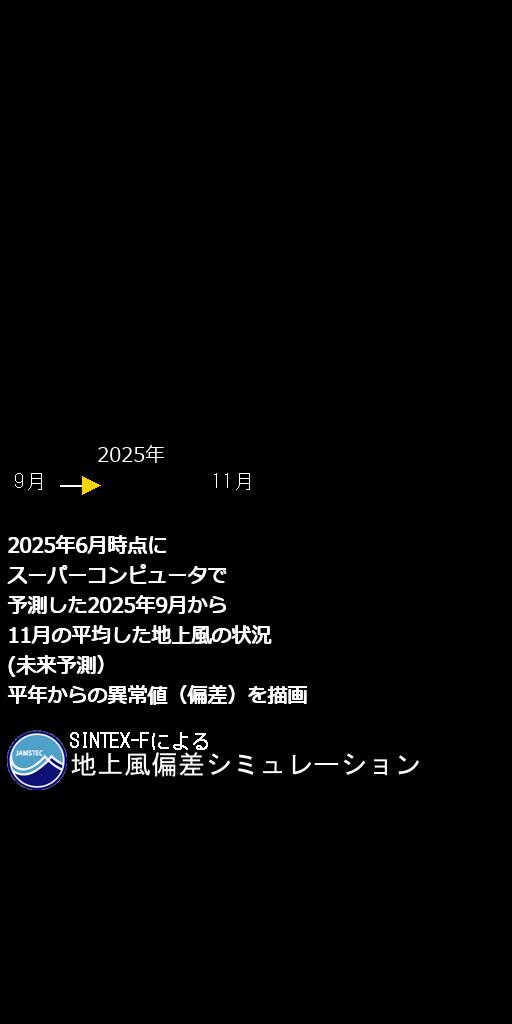 2025年
9月 11月
2025年6月時点に
スーパーコンピュータで
予測した2025年9月から
11月の平均した地上風の状況
(未来予測）
平年からの異常値（偏差）を描画
SINTEX-Fによる
JAMSTEC
地上風偏差シミュレーション